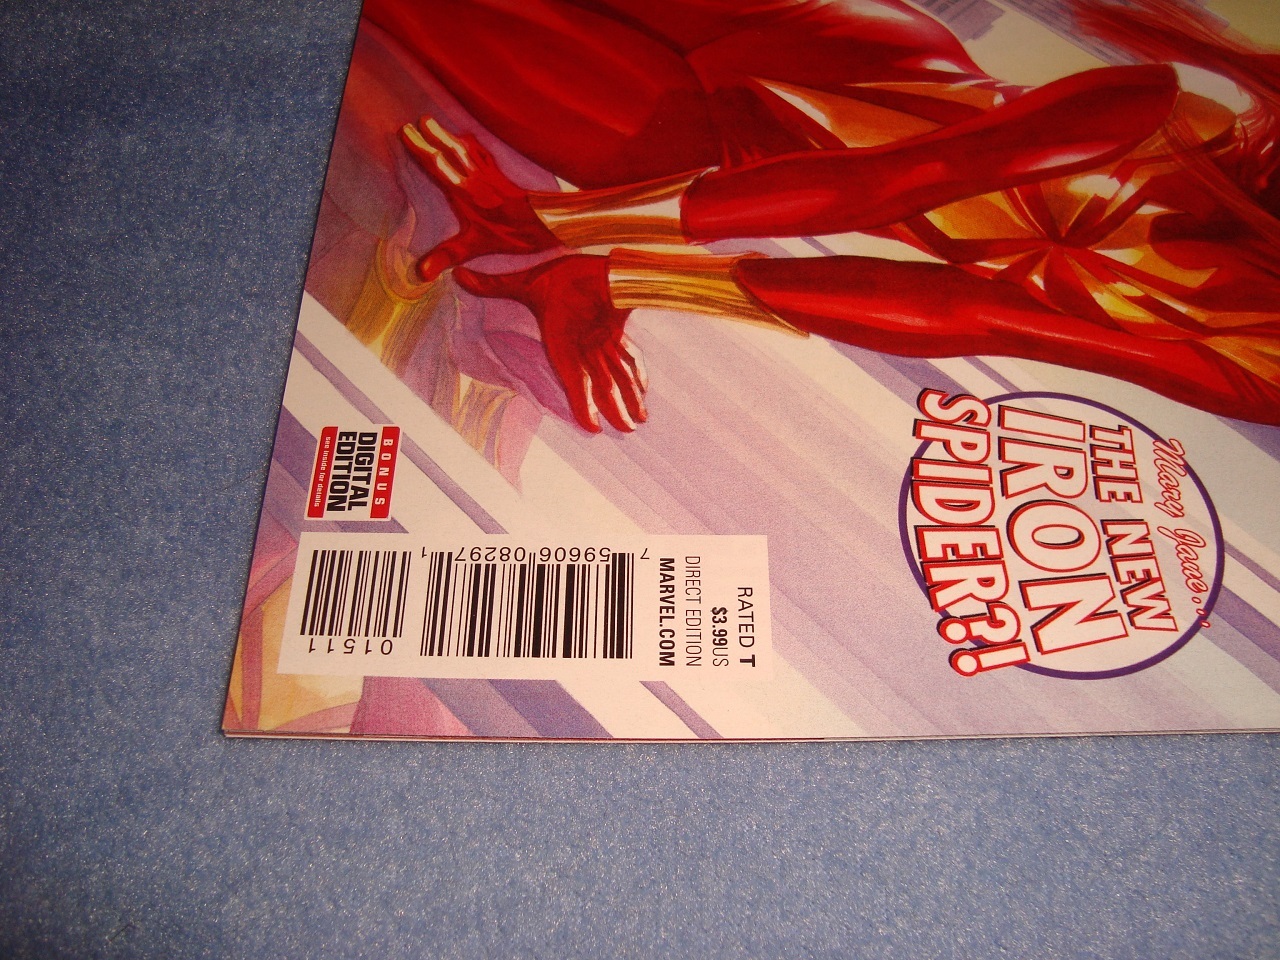 Mary Jane...!
THE NEW
IRON
SPIDER?!
RATED T
$3.99US
DIRECT EDITION
MARVEL.COM
7 59606 08297 1
01511
BONUS
DIGITAL
EDITION
see inside for details